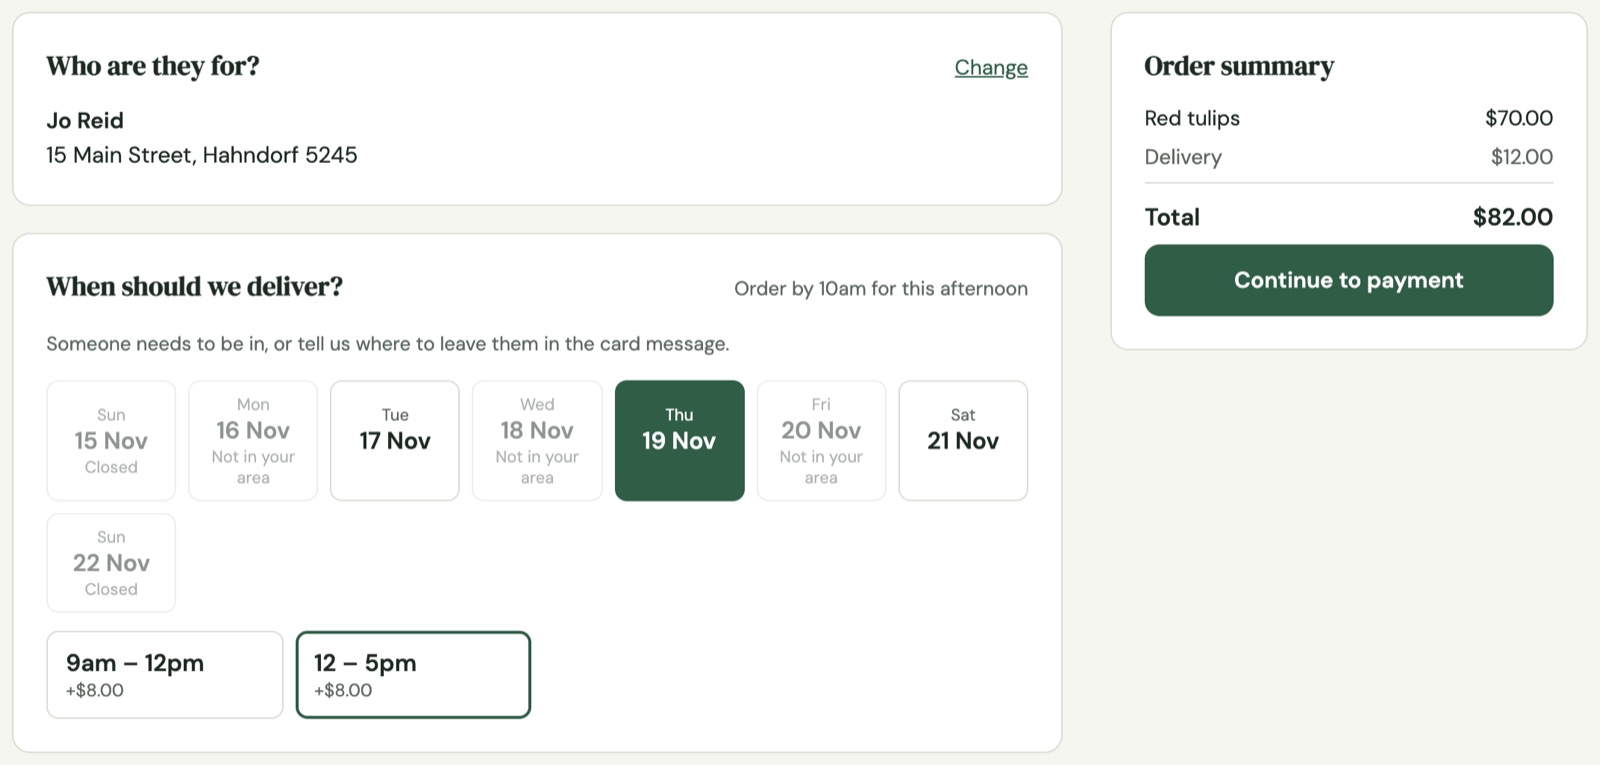 Who are they for?
Change
Jo Reid
15 Main Street, Hahndorf 5245
When should we deliver?
Order by 10am for this afternoon
Someone needs to be in, or tell us where to leave them in the card message.
Sun
15 Nov
Closed
Mon
16 Nov
Not in your
area
Tue
17 Nov
Wed
18 Nov
Not in your
area
Thu
19 Nov
Fri
20 Nov
Not in your
area
Sat
21 Nov
Sun
22 Nov
Closed
9am – 12pm
+$8.00
12 – 5pm
+$8.00
Order summary
Red tulips $70.00
Delivery $12.00
Total $82.00
Continue to payment